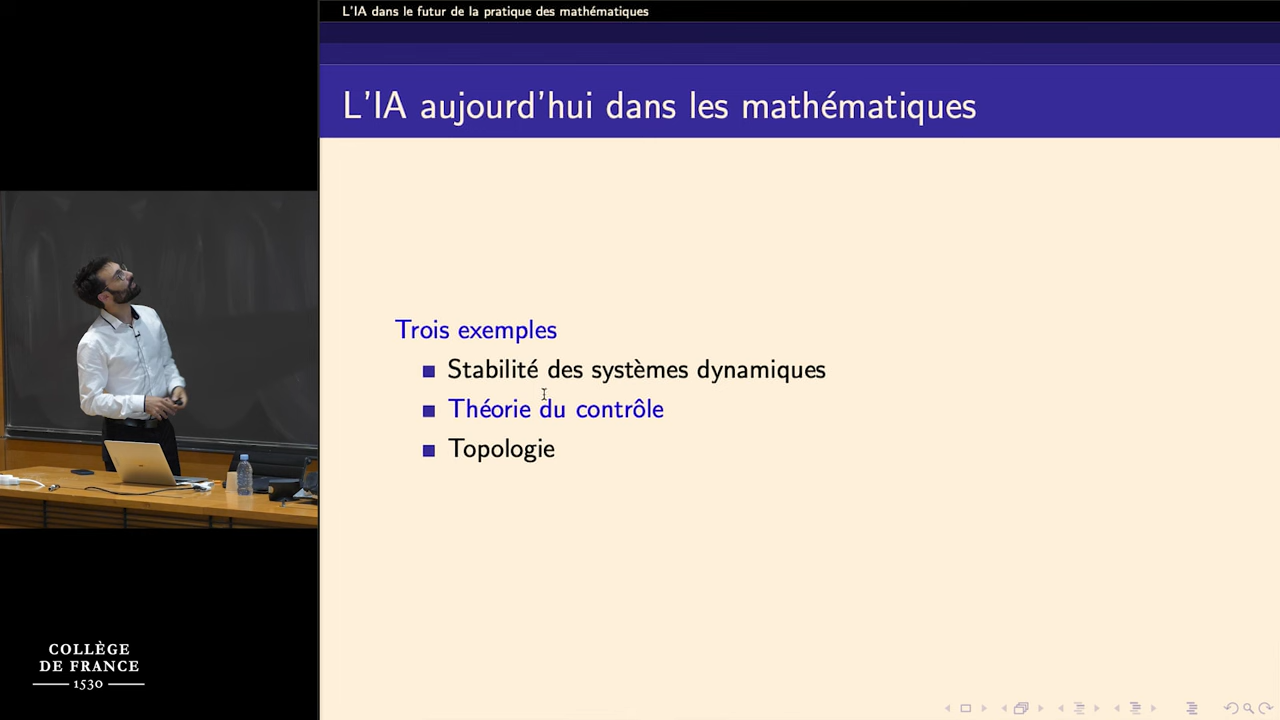 L'IA dans le futur de la pratique des mathématiques
L'IA aujourd'hui dans les mathématiques
Trois exemples
Stabilité des systèmes dynamiques
Théorie du contrôle
Topologie
COLLÈGE
DE FRANCE
1530